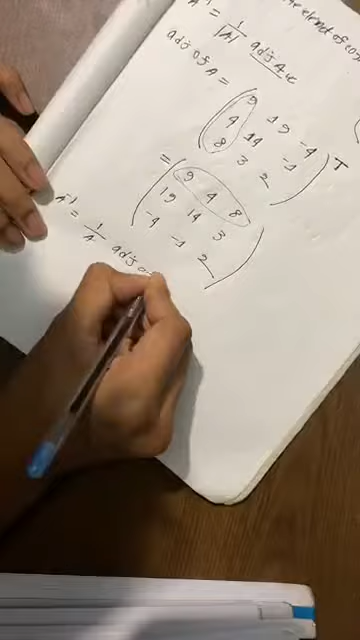 A⁻¹ = 1/|A| adj A
adj of A =
(9 19 -4
4 14 -1
8 3 2)T
= (9 4 8
19 14 3
-4 -1 2)
A⁻¹ = 1/A adj o